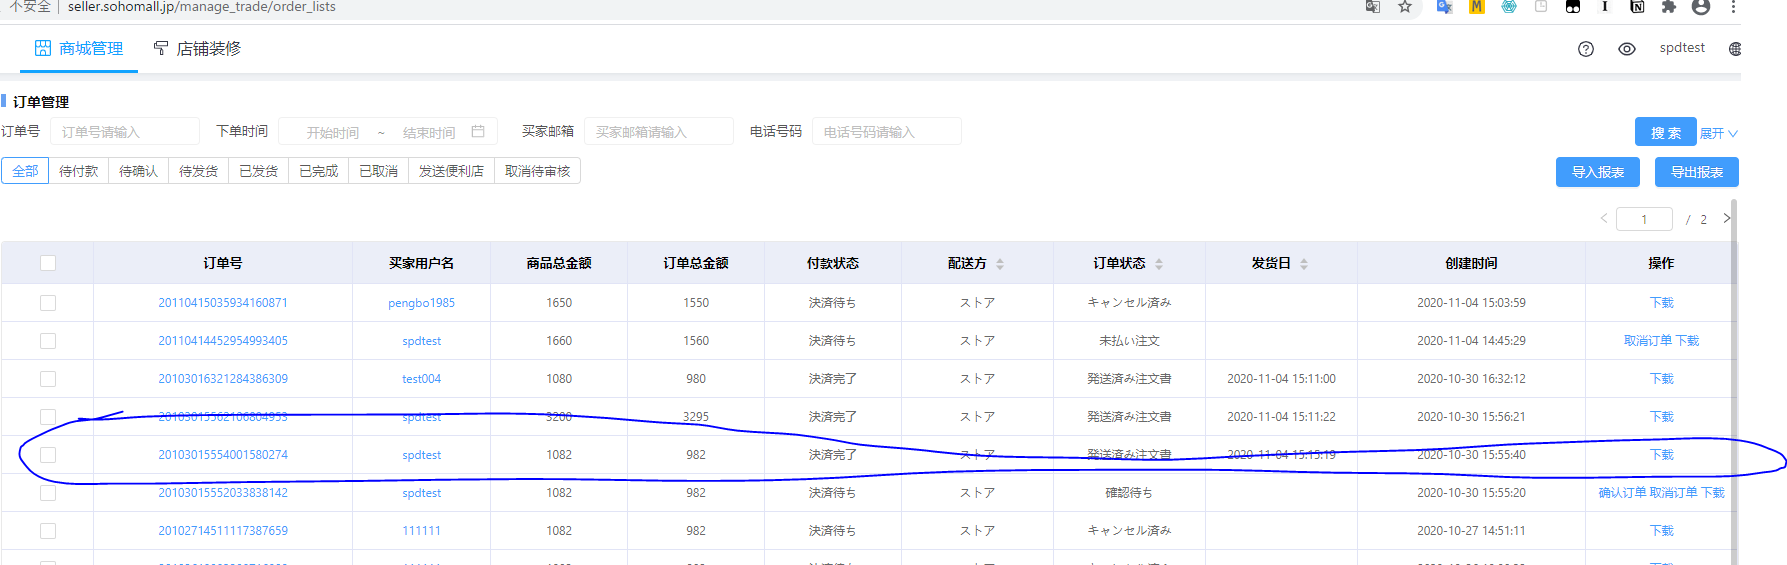 不安全 seller.sohomall.jp/manage_trade/order_lists
商城管理 店铺装修 spdtest
订单管理
订单号 订单号请输入 下单时间 开始时间 ~ 结束时间 买家邮箱 买家邮箱请输入 电话号码 电话号码请输入 搜 索 展开
全部 待付款 待确认 待发货 已发货 已完成 已取消 发送便利店 取消待审核 导入报表 导出报表
< 1 / 2 >
订单号 买家用户名 商品总金额 订单总金额 付款状态 配送方 订单状态 发货日 创建时间 操作
20110415035934160871 pengbo1985 1650 1550 決済待ち ストア キャンセル済み 2020-11-04 15:03:59 下载
20110414452954993405 spdtest 1660 1560 決済待ち ストア 未払い注文 2020-11-04 14:45:29 取消订单 下载
20103016321284386309 test004 1080 980 決済完了 ストア 発送済み注文書 2020-11-04 15:11:00 2020-10-30 16:32:12 下载
20103015562106804953 spdtest 3200 3295 決済完了 ストア 発送済み注文書 2020-11-04 15:11:22 2020-10-30 15:56:21 下载
20103015554001580274 spdtest 1082 982 決済完了 ストア 発送済み注文書 2020-11-04 15:15:19 2020-10-30 15:55:40 下载
20103015552033838142 spdtest 1082 982 決済待ち ストア 確認待ち 2020-10-30 15:55:20 确认订单 取消订单 下载
20102714511117387659 111111 1082 982 決済待ち ストア キャンセル済み 2020-10-27 14:51:11 下载